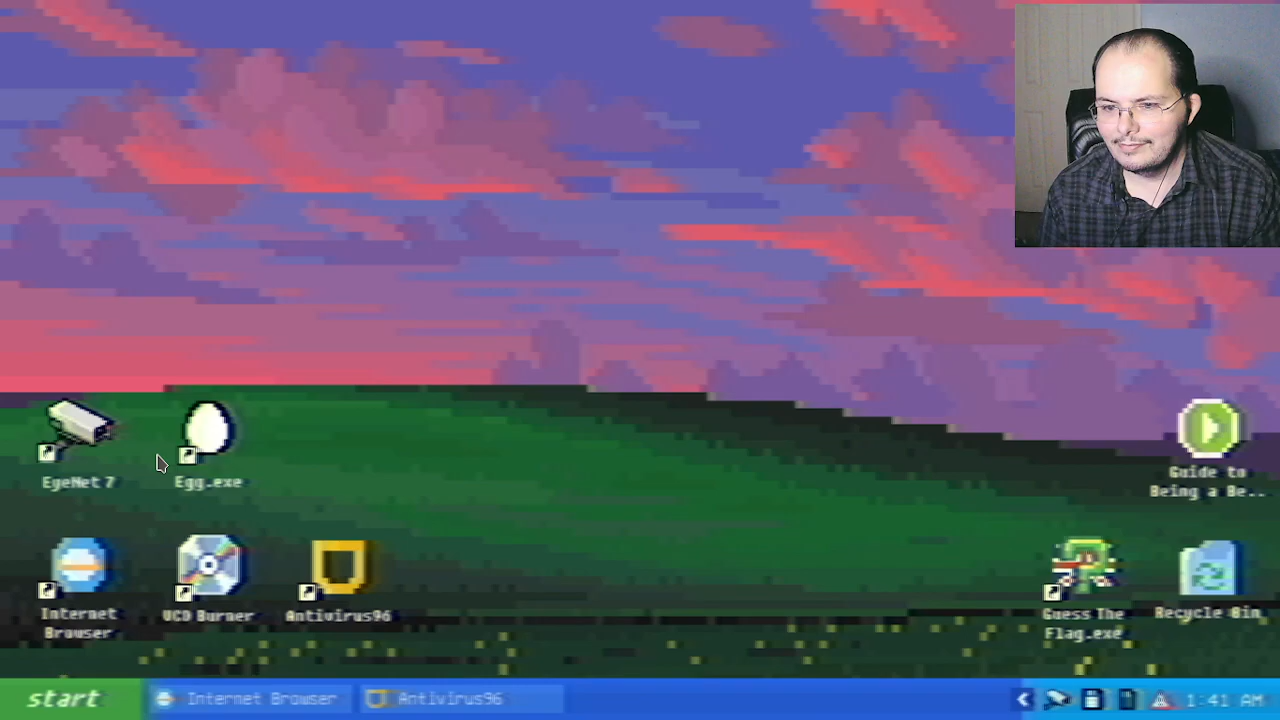 EyeNet 7
Egg.exe
Guide to
Being a Be..
Internet
Browser
UCD Burner
Antivirus96
Guess The
Flag.exe
Recycle Bin
start
Internet Browser
Antivirus96
1:41 AM